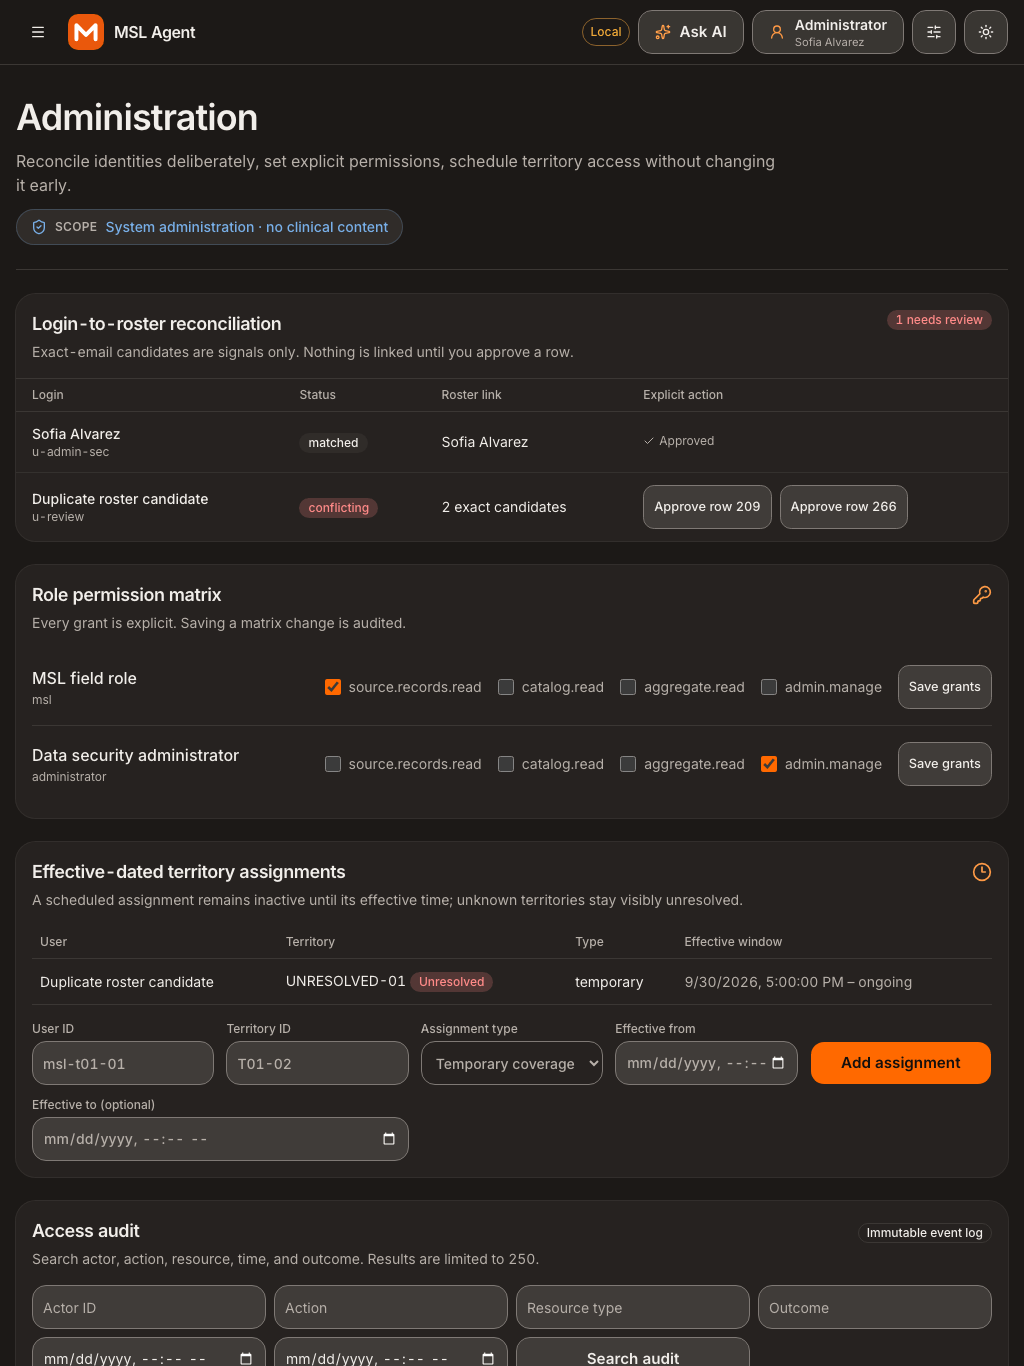 MSL Agent
Local
Ask AI
Administrator
Sofia Alvarez
Administration
Reconcile identities deliberately, set explicit permissions, schedule territory access without changing
it early.
SCOPE System administration · no clinical content
Login-to-roster reconciliation
1 needs review
Exact-email candidates are signals only. Nothing is linked until you approve a row.
Login Status Roster link Explicit action
Sofia Alvarez
u-admin-sec
matched
Sofia Alvarez
Approved
Duplicate roster candidate
u-review
conflicting
2 exact candidates
Approve row 209
Approve row 266
Role permission matrix
Every grant is explicit. Saving a matrix change is audited.
MSL field role
msl
source.records.read catalog.read aggregate.read admin.manage
Save grants
Data security administrator
administrator
source.records.read catalog.read aggregate.read admin.manage
Save grants
Effective-dated territory assignments
A scheduled assignment remains inactive until its effective time; unknown territories stay visibly unresolved.
User Territory Type Effective window
Duplicate roster candidate UNRESOLVED-01 Unresolved temporary 9/30/2026, 5:00:00 PM – ongoing
User ID Territory ID Assignment type Effective from
msl-t01-01 T01-02 Temporary coverage mm/dd/yyyy, --:-- Add assignment
Effective to (optional)
mm/dd/yyyy, --:-- --
Access audit
Immutable event log
Search actor, action, resource, time, and outcome. Results are limited to 250.
Actor ID Action Resource type Outcome
mm/dd/yyyy, --:-- -- mm/dd/yyyy, --:-- -- Search audit